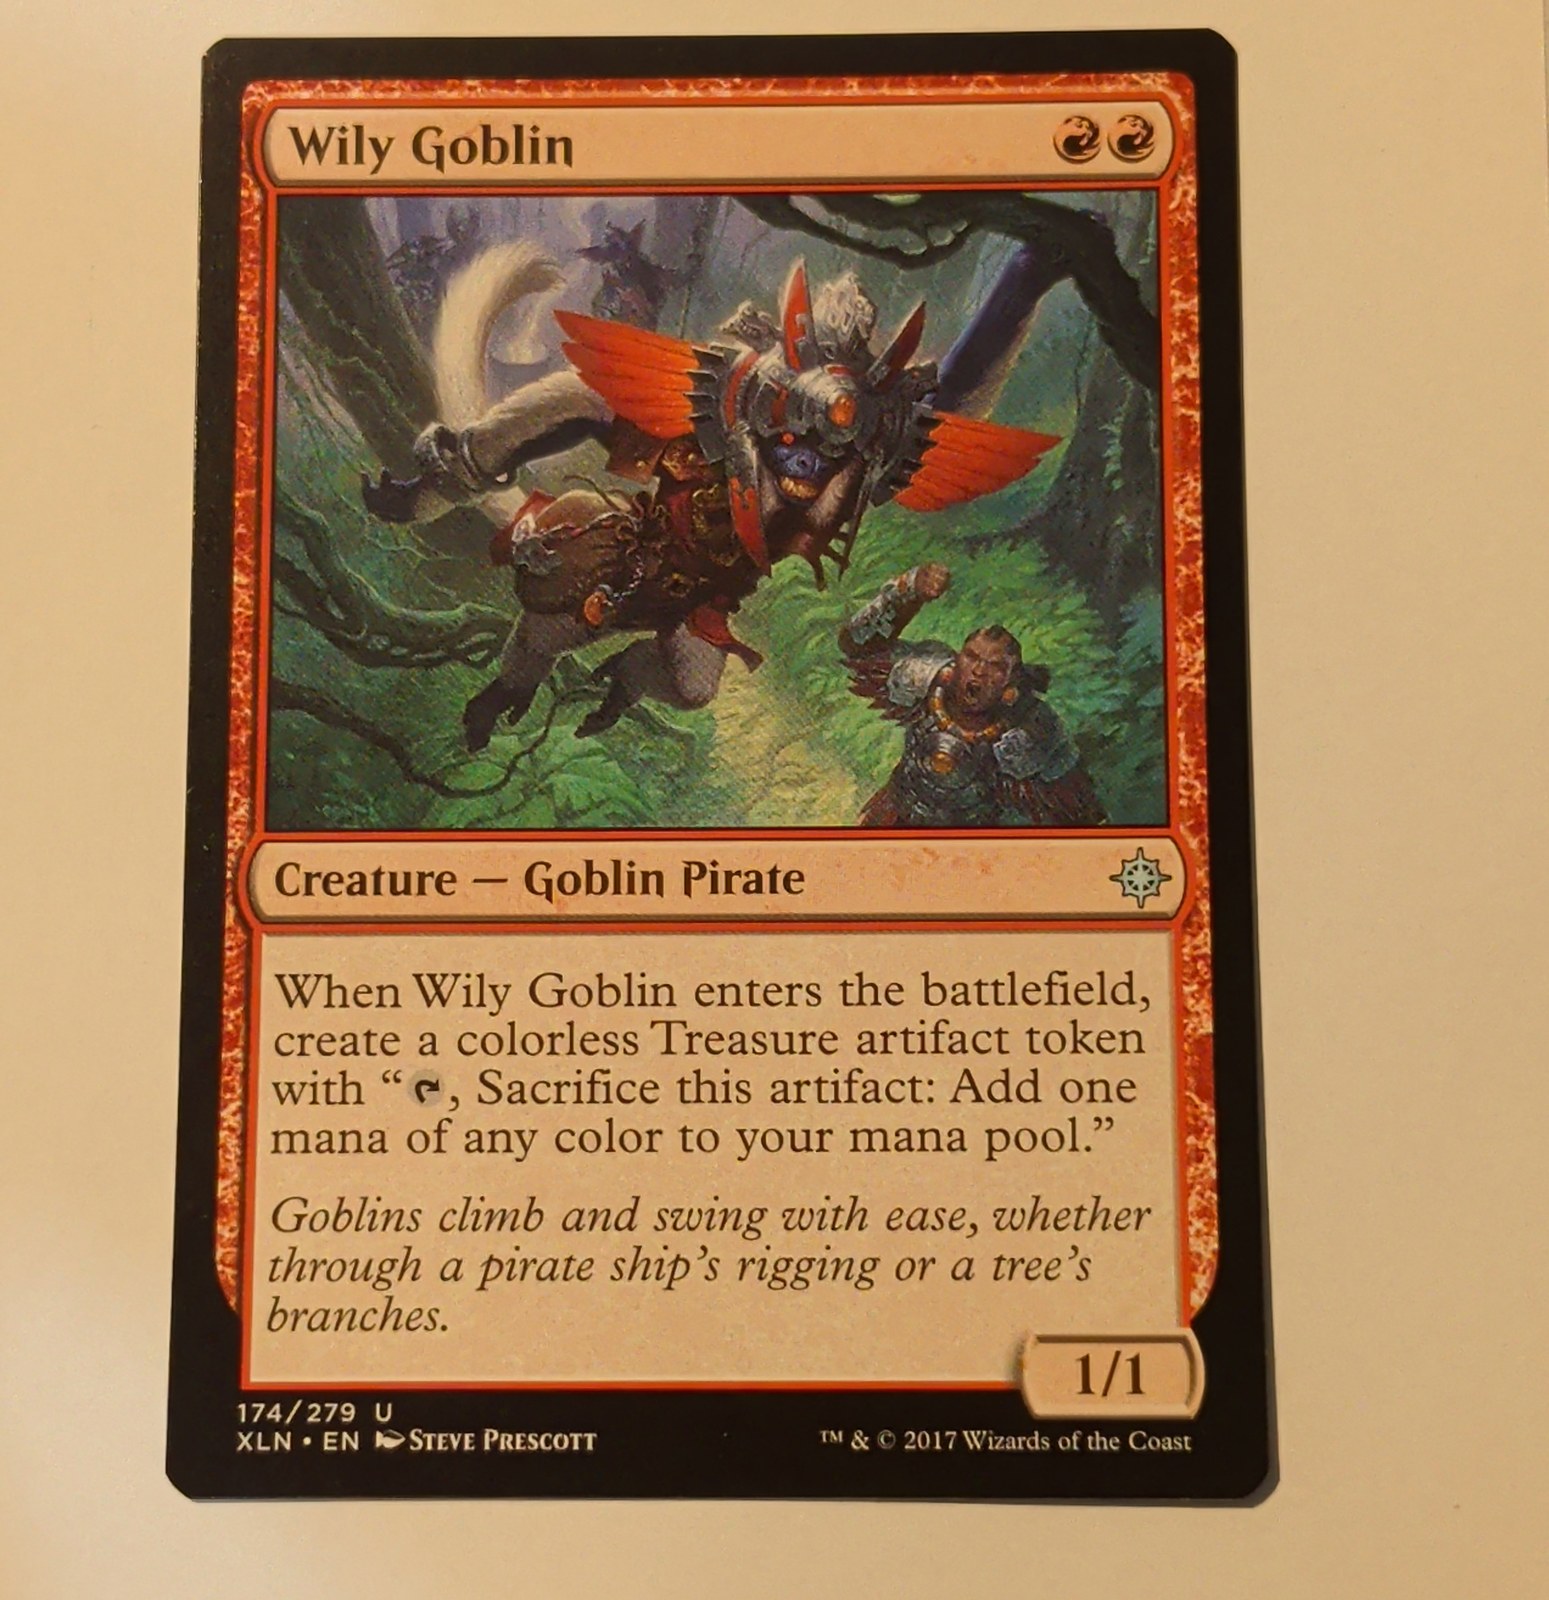 Wily Goblin
Creature — Goblin Pirate
When Wily Goblin enters the battlefield,
create a colorless Treasure artifact token
with “ , Sacrifice this artifact: Add one
mana of any color to your mana pool.”
Goblins climb and swing with ease, whether
through a pirate ship’s rigging or a tree’s
branches.
1/1
174/279 U
XLN • EN Steve Prescott
™ & © 2017 Wizards of the Coast